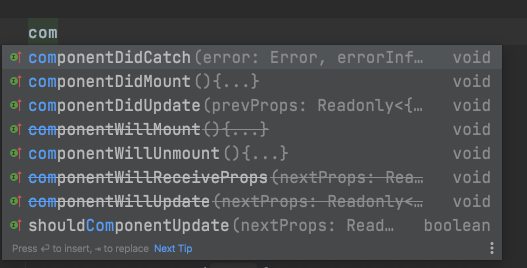 com
componentDidCatch(error: Error, errorInf… void
componentDidMount(){...} void
componentDidUpdate(prevProps: Readonly<{… void
componentWillMount(){...} void
componentWillUnmount(){...} void
componentWillReceiveProps(nextProps: Rea… void
componentWillUpdate(nextProps: Readonly<… void
shouldComponentUpdate(nextProps: Read… boolean
Press ↵ to insert, ⇥ to replace Next Tip